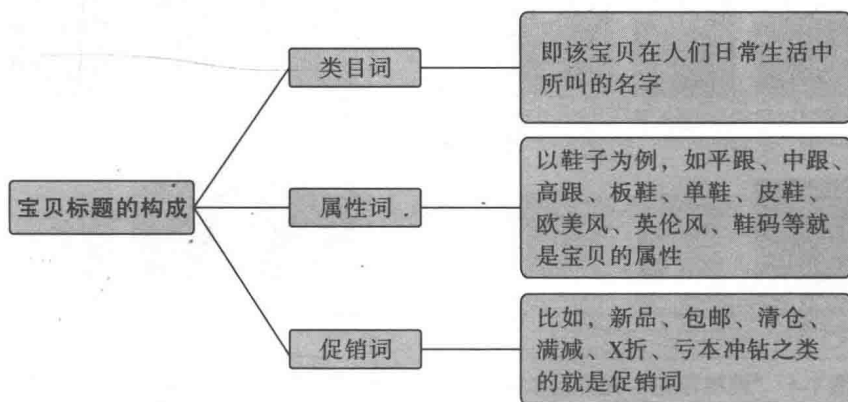 宝贝标题的构成
类目词
即该宝贝在人们日常生活中
所叫的名字
属性词
以鞋子为例，如平跟、中跟、
高跟、板鞋、单鞋、皮鞋、
欧美风、英伦风、鞋码等就
是宝贝的属性
促销词
比如，新品、包邮、清仓、
满减、X折、亏本冲钻之类
的就是促销词